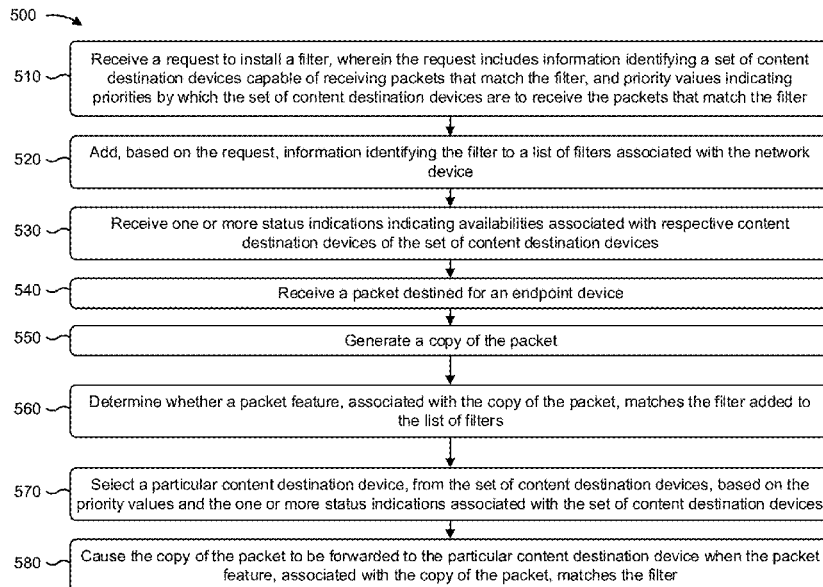 500
510
Receive a request to install a filter, wherein the request includes information identifying a set of content
destination devices capable of receiving packets that match the filter, and priority values indicating
priorities by which the set of content destination devices are to receive the packets that match the filter
520
Add, based on the request, information identifying the filter to a list of filters associated with the network
device
530
Receive one or more status indications indicating availabilities associated with respective content
destination devices of the set of content destination devices
540
Receive a packet destined for an endpoint device
550
Generate a copy of the packet
560
Determine whether a packet feature, associated with the copy of the packet, matches the filter added to
the list of filters
570
Select a particular content destination device, from the set of content destination devices, based on the
priority values and the one or more status indications associated with the set of content destination devices
580
Cause the copy of the packet to be forwarded to the particular content destination device when the packet
feature, associated with the copy of the packet, matches the filter